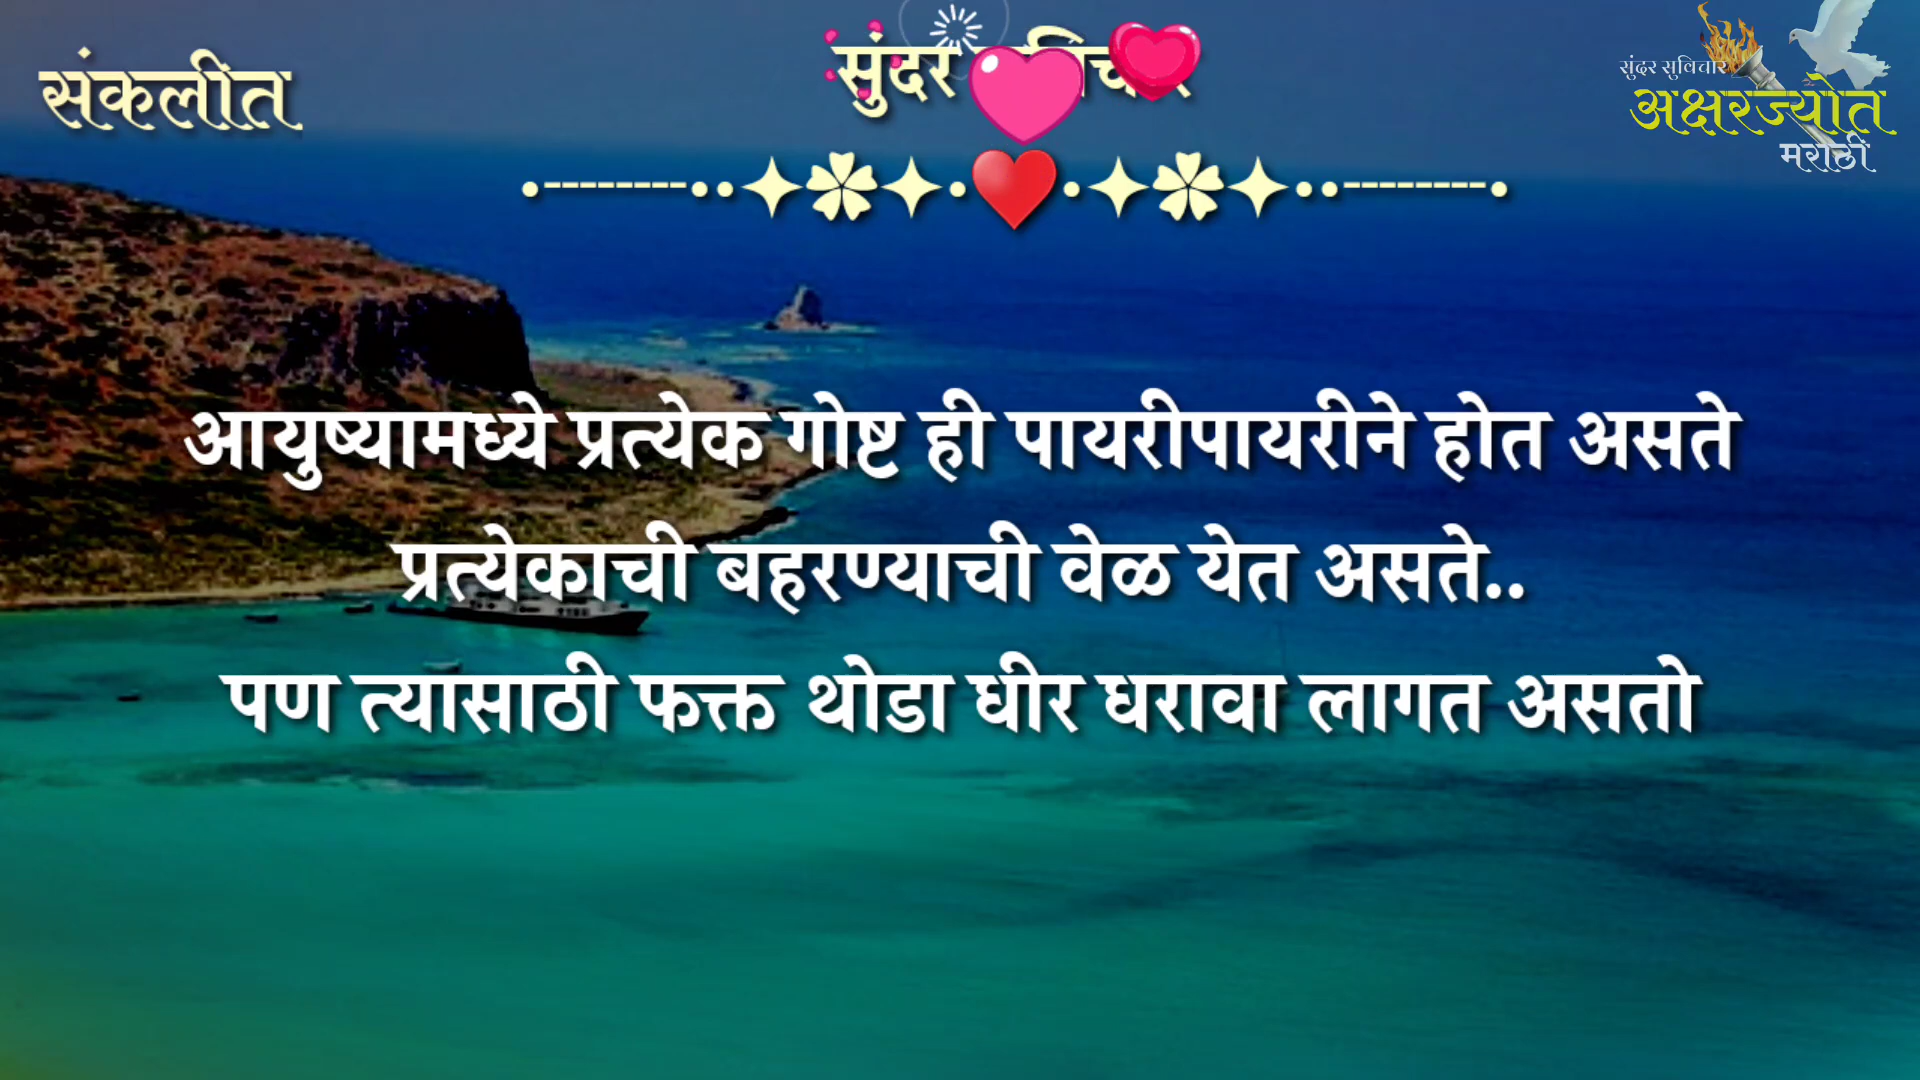 संकलीत
सुंदर
सुंदर सुविचार
अक्षरज्योत
मराठी
•┈┈┈┈••✦✿✦•❤️•✦✿✦••┈┈┈┈•
आयुष्यामध्ये प्रत्येक गोष्ट ही पायरीपायरीने होत असते
प्रत्येकाची बहरण्याची वेळ येत असते..
पण त्यासाठी फक्त थोडा धीर धरावा लागत असतो